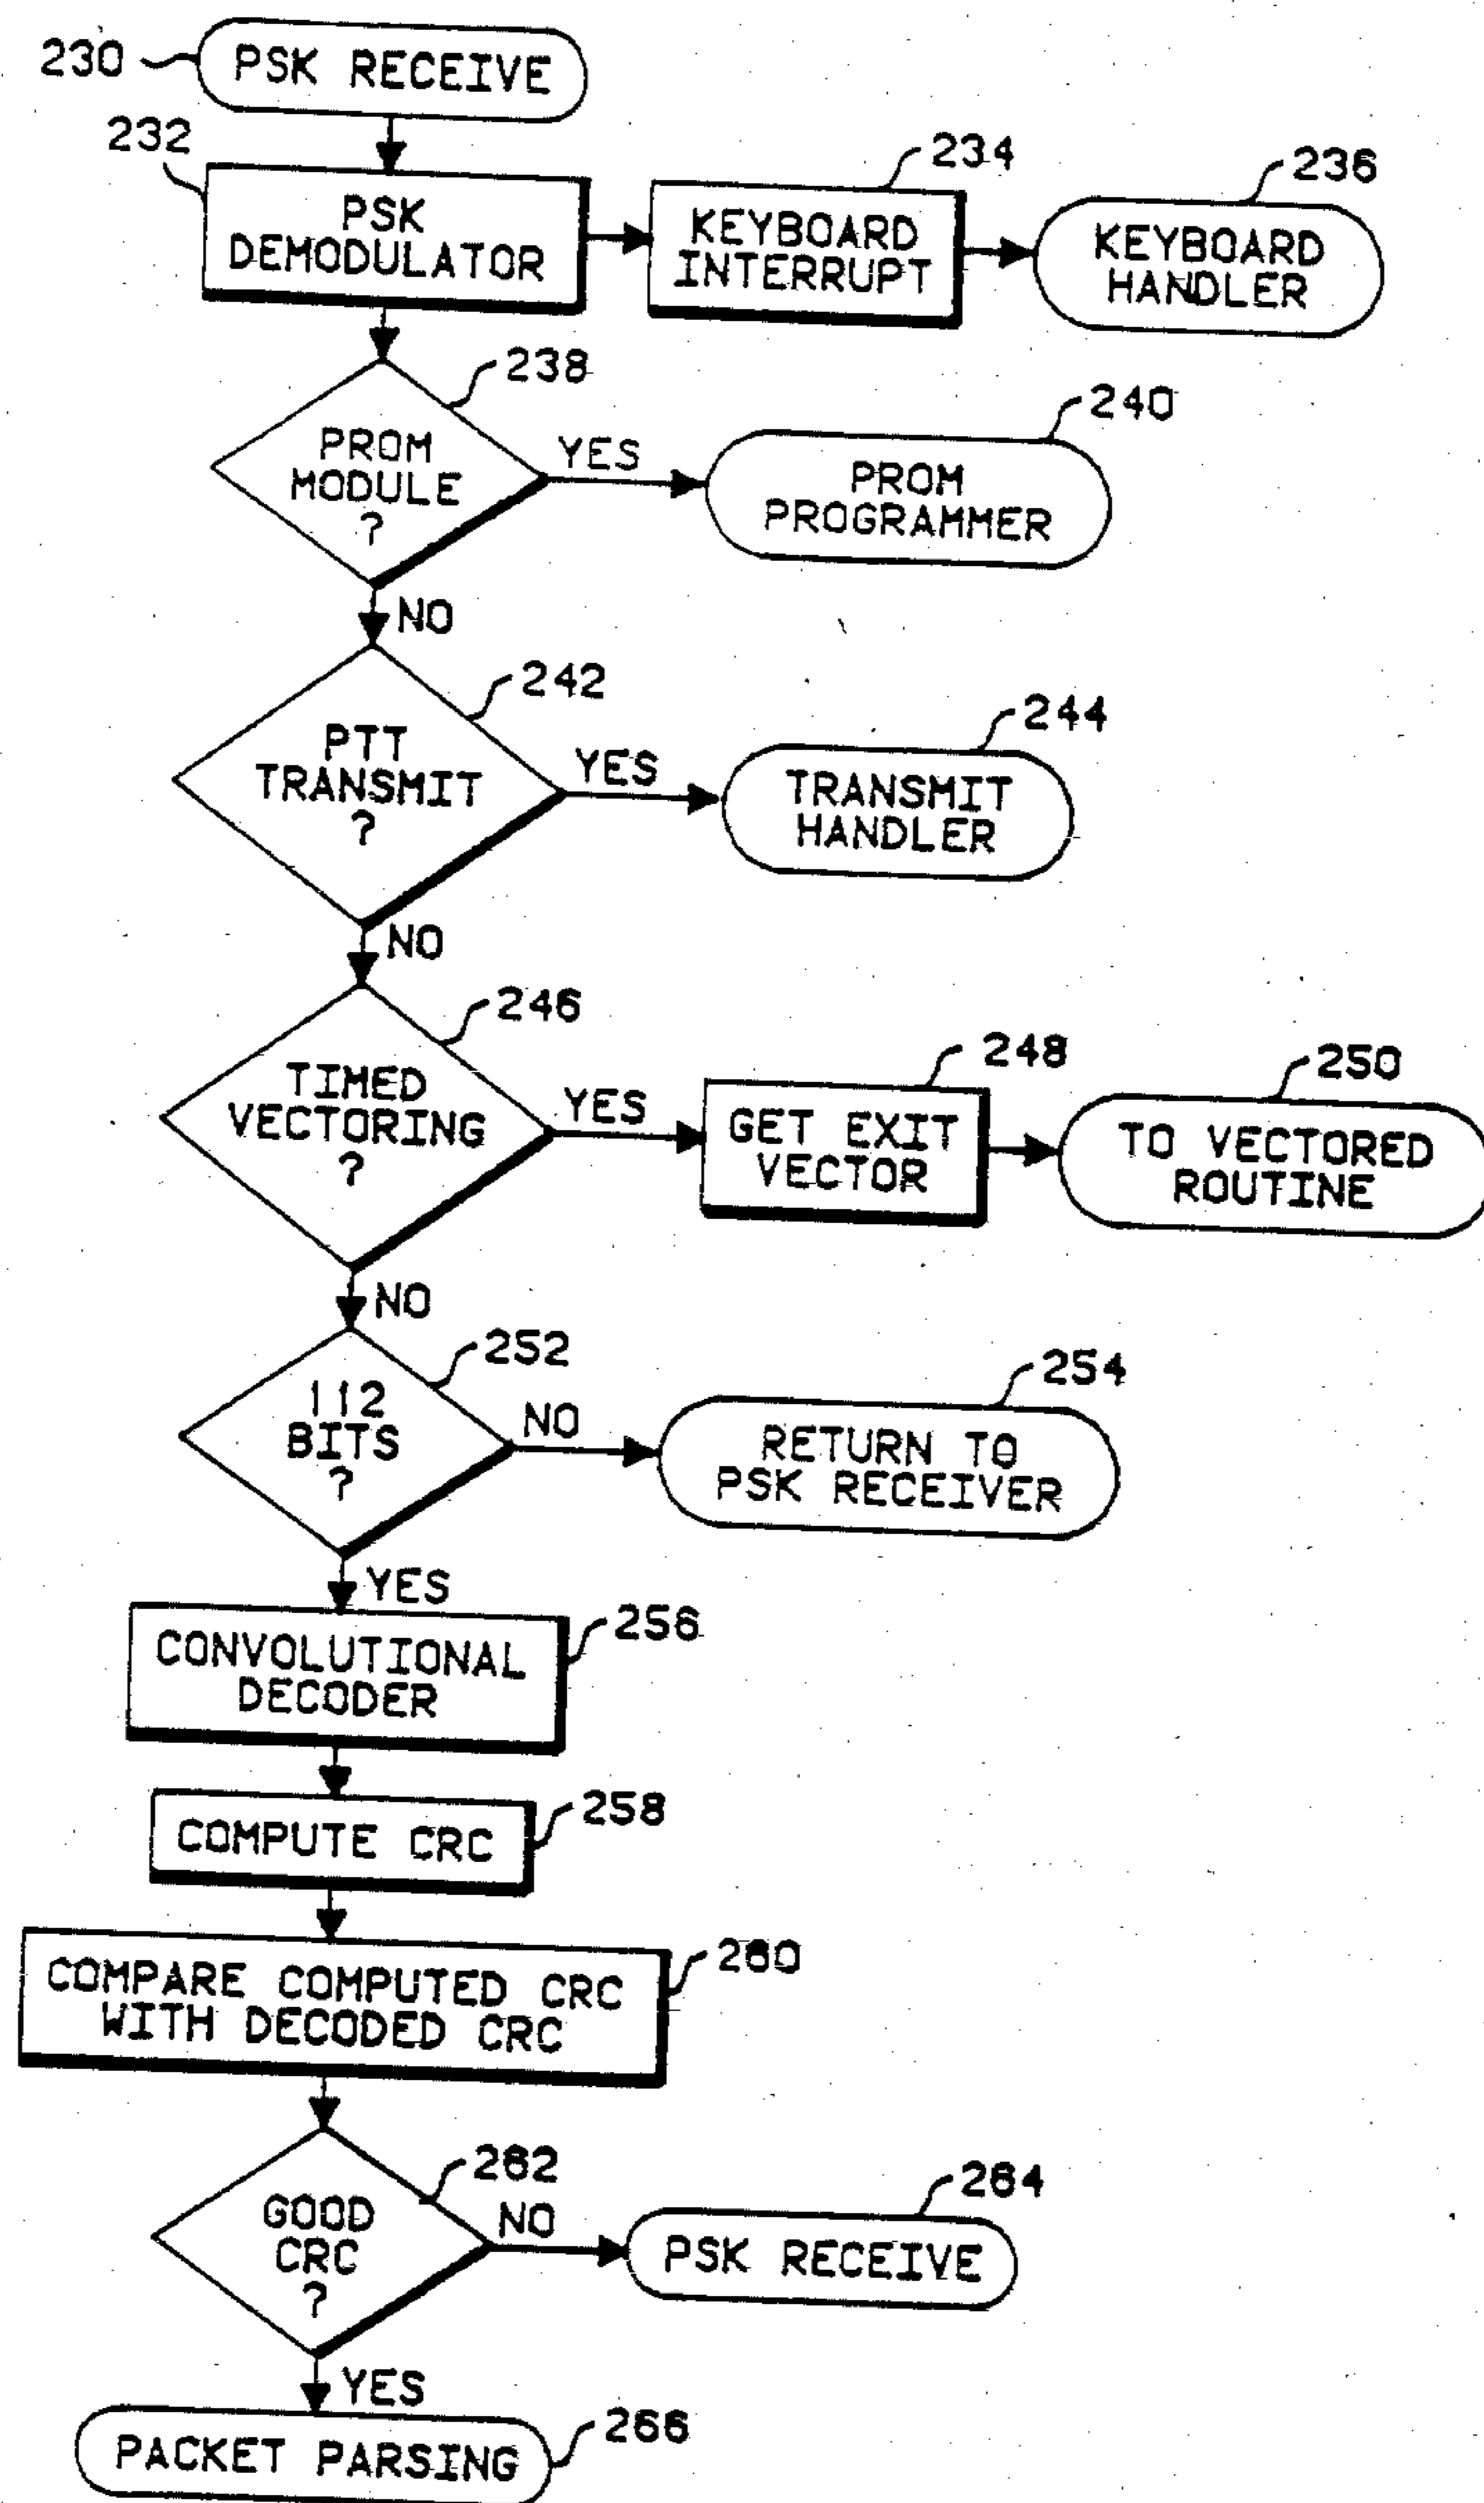 230
PSK RECEIVE
232
PSK
DEMODULATOR
234
KEYBOARD
INTERRUPT
236
KEYBOARD
HANDLER
238
PROM
MODULE
?
YES
240
PROM
PROGRAMMER
NO
242
PTT
TRANSMIT
?
YES
244
TRANSMIT
HANDLER
NO
246
TIMED
VECTORING
?
YES
248
GET EXIT
VECTOR
250
TO VECTORED
ROUTINE
NO
252
112
BITS
?
NO
254
RETURN TO
PSK RECEIVER
YES
256
CONVOLUTIONAL
DECODER
258
COMPUTE CRC
260
COMPARE COMPUTED CRC
WITH DECODED CRC
262
GOOD
CRC
?
NO
264
PSK RECEIVE
YES
266
PACKET PARSING